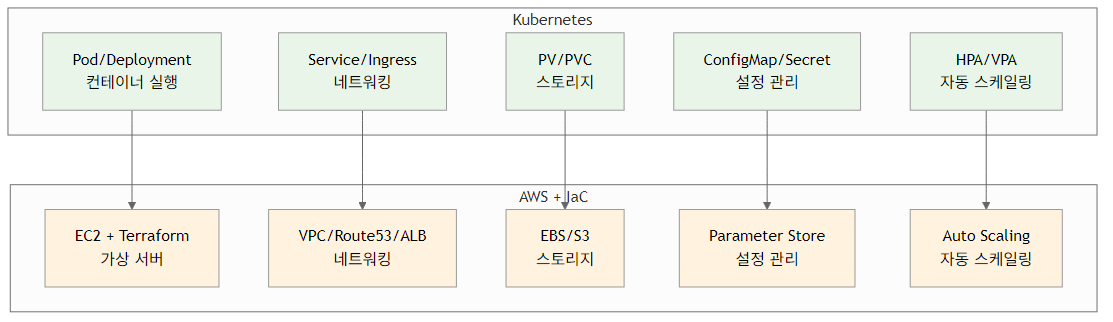 Kubernetes
Pod/Deployment
컨테이너 실행
Service/Ingress
네트워킹
PV/PVC
스토리지
ConfigMap/Secret
설정 관리
HPA/VPA
자동 스케일링
AWS + IaC
EC2 + Terraform
가상 서버
VPC/Route53/ALB
네트워킹
EBS/S3
스토리지
Parameter Store
설정 관리
Auto Scaling
자동 스케일링